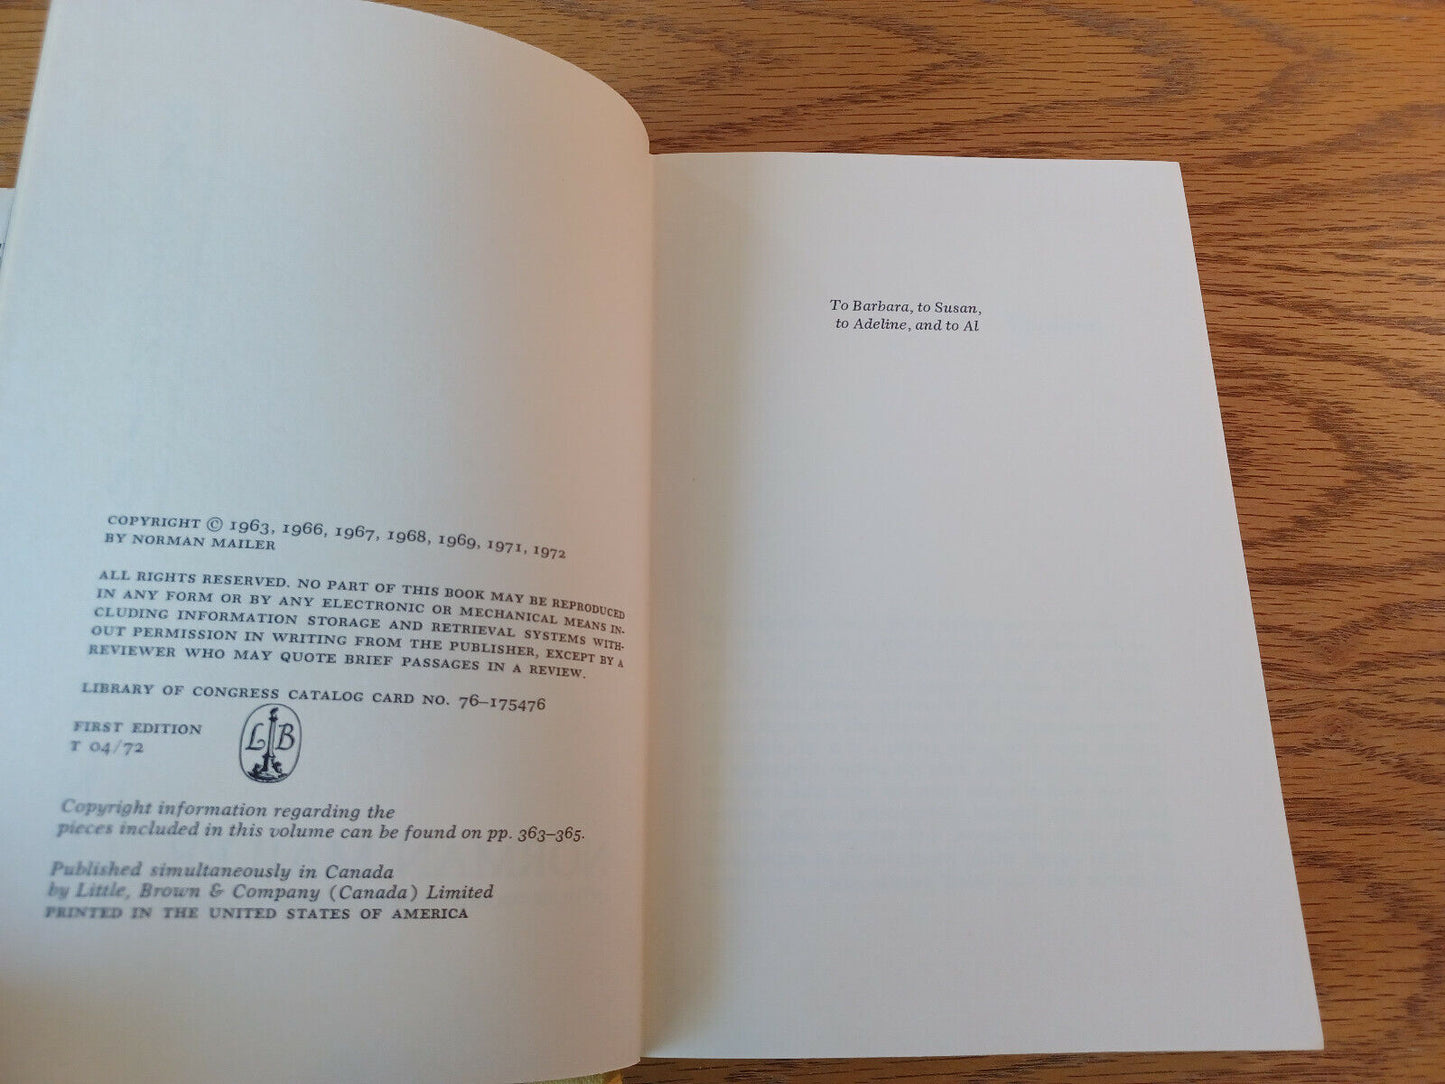 COPYRIGHT © 1963, 1966, 1967, 1968, 1969, 1971, 1972
BY NORMAN MAILER
ALL RIGHTS RESERVED. NO PART OF THIS BOOK MAY BE REPRODUCED
IN ANY FORM OR BY ANY ELECTRONIC OR MECHANICAL MEANS IN-
CLUDING INFORMATION STORAGE AND RETRIEVAL SYSTEMS WITH-
OUT PERMISSION IN WRITING FROM THE PUBLISHER, EXCEPT BY A
REVIEWER WHO MAY QUOTE BRIEF PASSAGES IN A REVIEW.
LIBRARY OF CONGRESS CATALOG CARD NO. 76–175476
FIRST EDITION
T 04/72
L B
Copyright information regarding the
pieces included in this volume can be found on pp. 363–365.
Published simultaneously in Canada
by Little, Brown & Company (Canada) Limited
PRINTED IN THE UNITED STATES OF AMERICA
To Barbara, to Susan,
to Adeline, and to Al